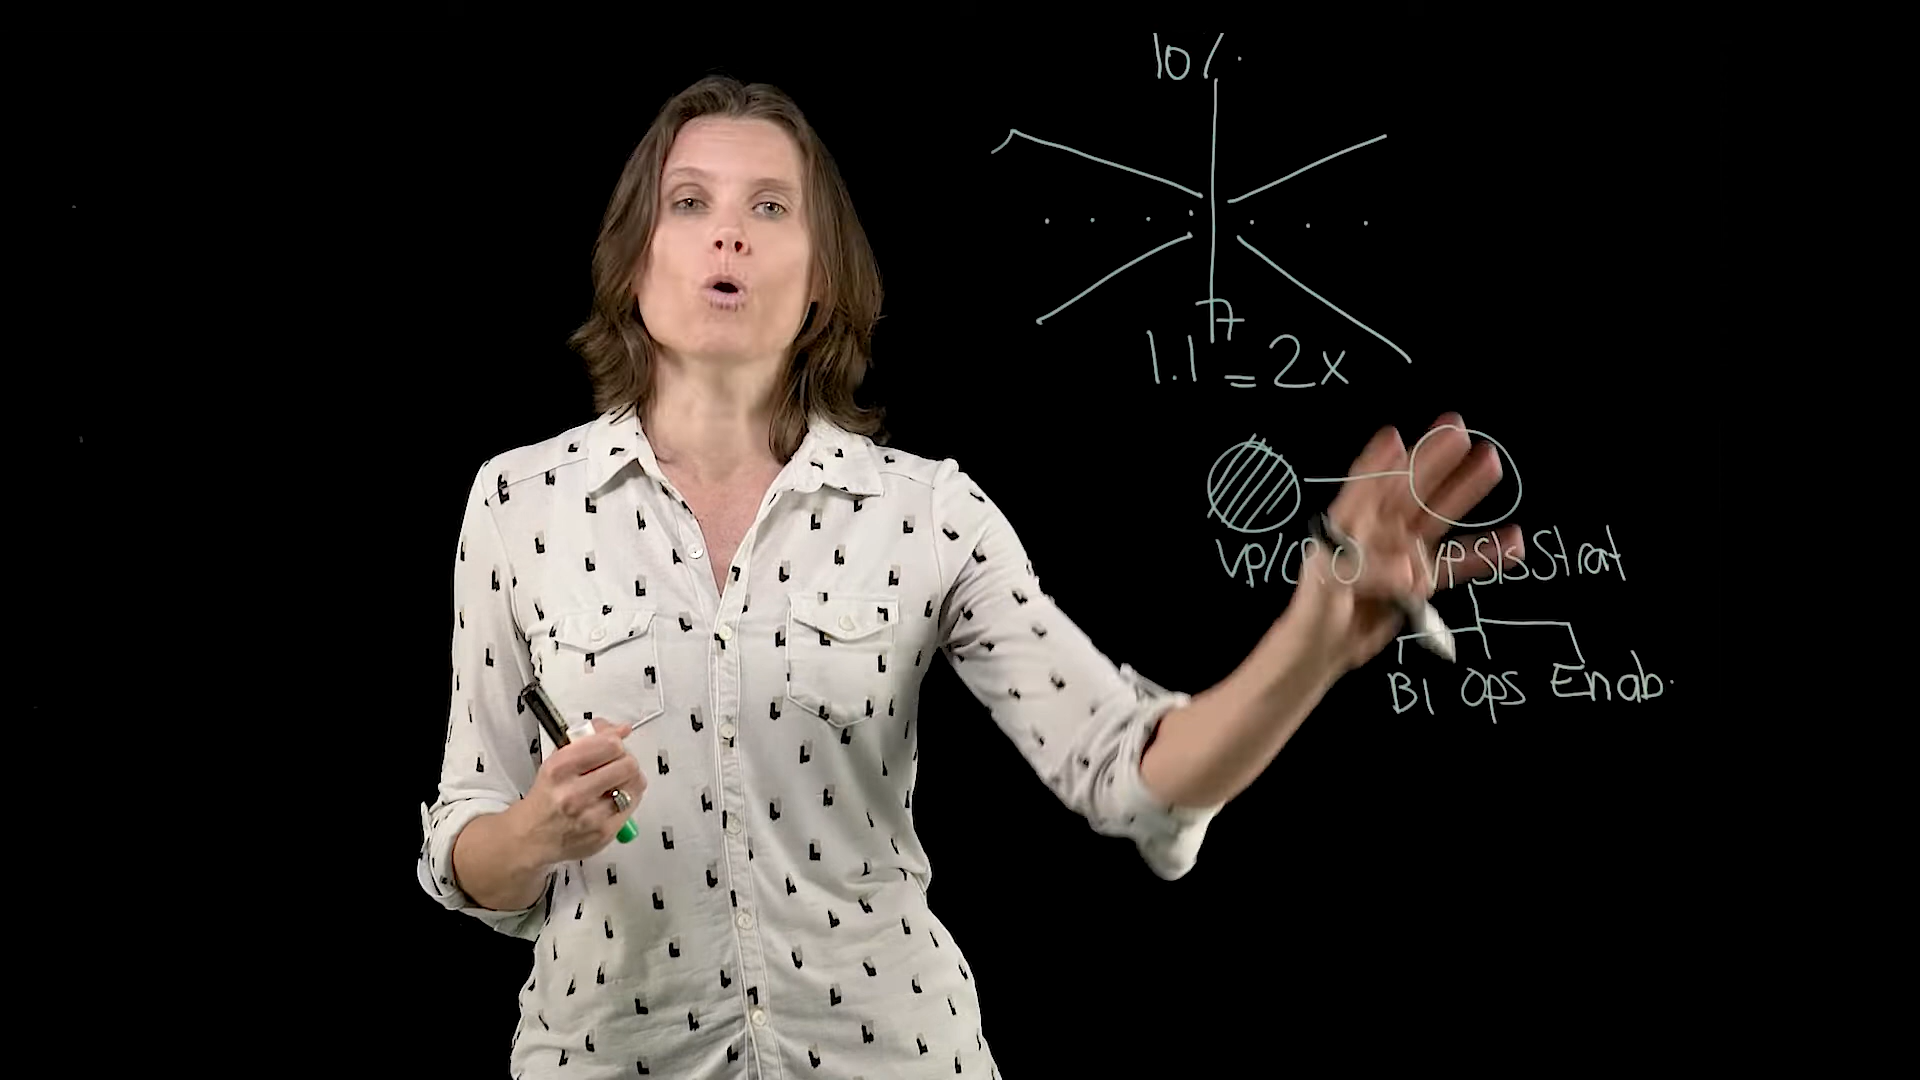 10%
1.1⁷ = 2x
VP/CRO VP Sls Strat
BI Ops Enab.